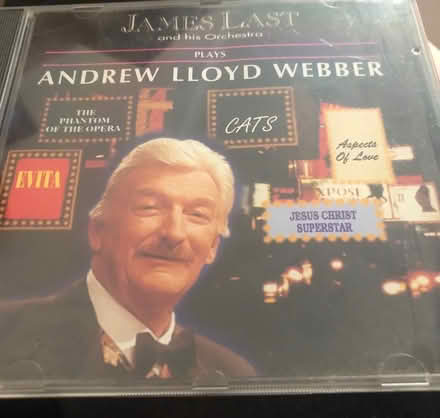 JAMES LAST
and his Orchestra
PLAYS
ANDREW LLOYD WEBBER
THE
PHANTOM
OF THE OPERA
CATS
Aspects
Of Love
EVITA
JESUS CHRIST
SUPERSTAR